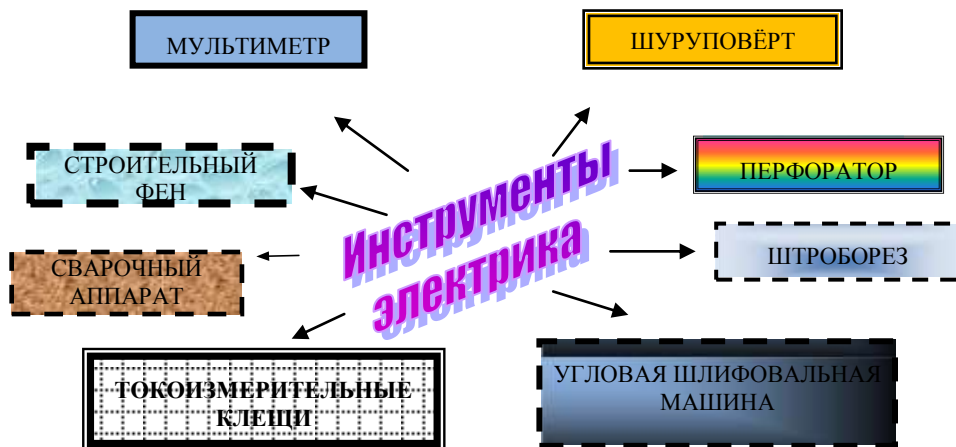 МУЛЬТИМЕТР
ШУРУПОВЁРТ
СТРОИТЕЛЬНЫЙ
ФЕН
ПЕРФОРАТОР
Инструменты
электрика
СВАРОЧНЫЙ
АППАРАТ
ШТРОБОРЕЗ
ТОКОИЗМЕРИТЕЛЬНЫЕ
КЛЕЩИ
УГЛОВАЯ ШЛИФОВАЛЬНАЯ
МАШИНА